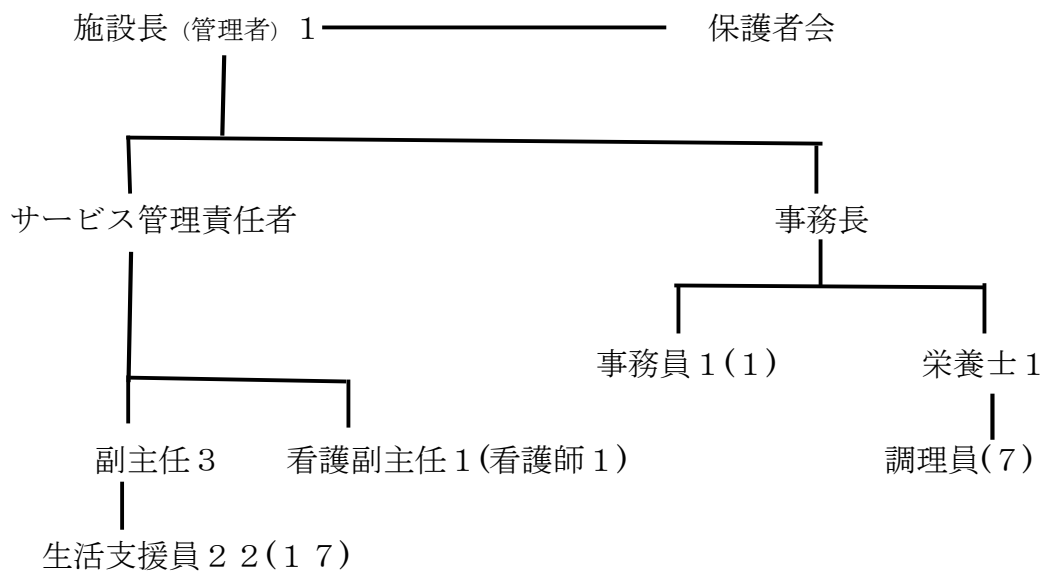 施設長（管理者）１ 保護者会
サービス管理責任者 事務長
事務員１(１) 栄養士１
副主任３ 看護副主任１(看護師１) 調理員(７)
生活支援員２２(１７)